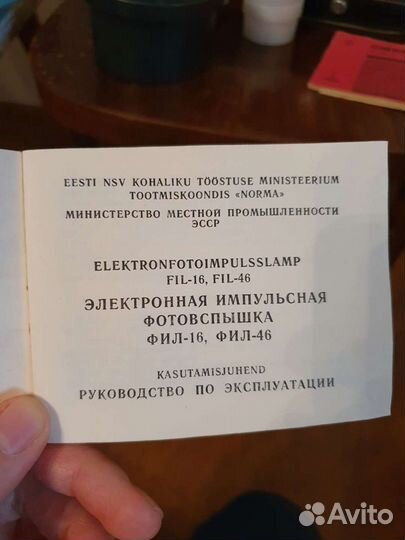 EESTI NSV KOHALIKU TÖÖSTUSE MINISTEERIUM
TOOTMISKOONDIS «NORMA»
МИНИСТЕРСТВО МЕСТНОЙ ПРОМЫШЛЕННОСТИ
ЭССР
ELEKTRONFOTOIMPULSSLAMP
FIL-16, FIL-46
ЭЛЕКТРОННАЯ ИМПУЛЬСНАЯ
ФОТОВСПЫШКА
ФИЛ-16, ФИЛ-46
KASUTAMISJUHEND
РУКОВОДСТВО ПО ЭКСПЛУАТАЦИИ
Avito